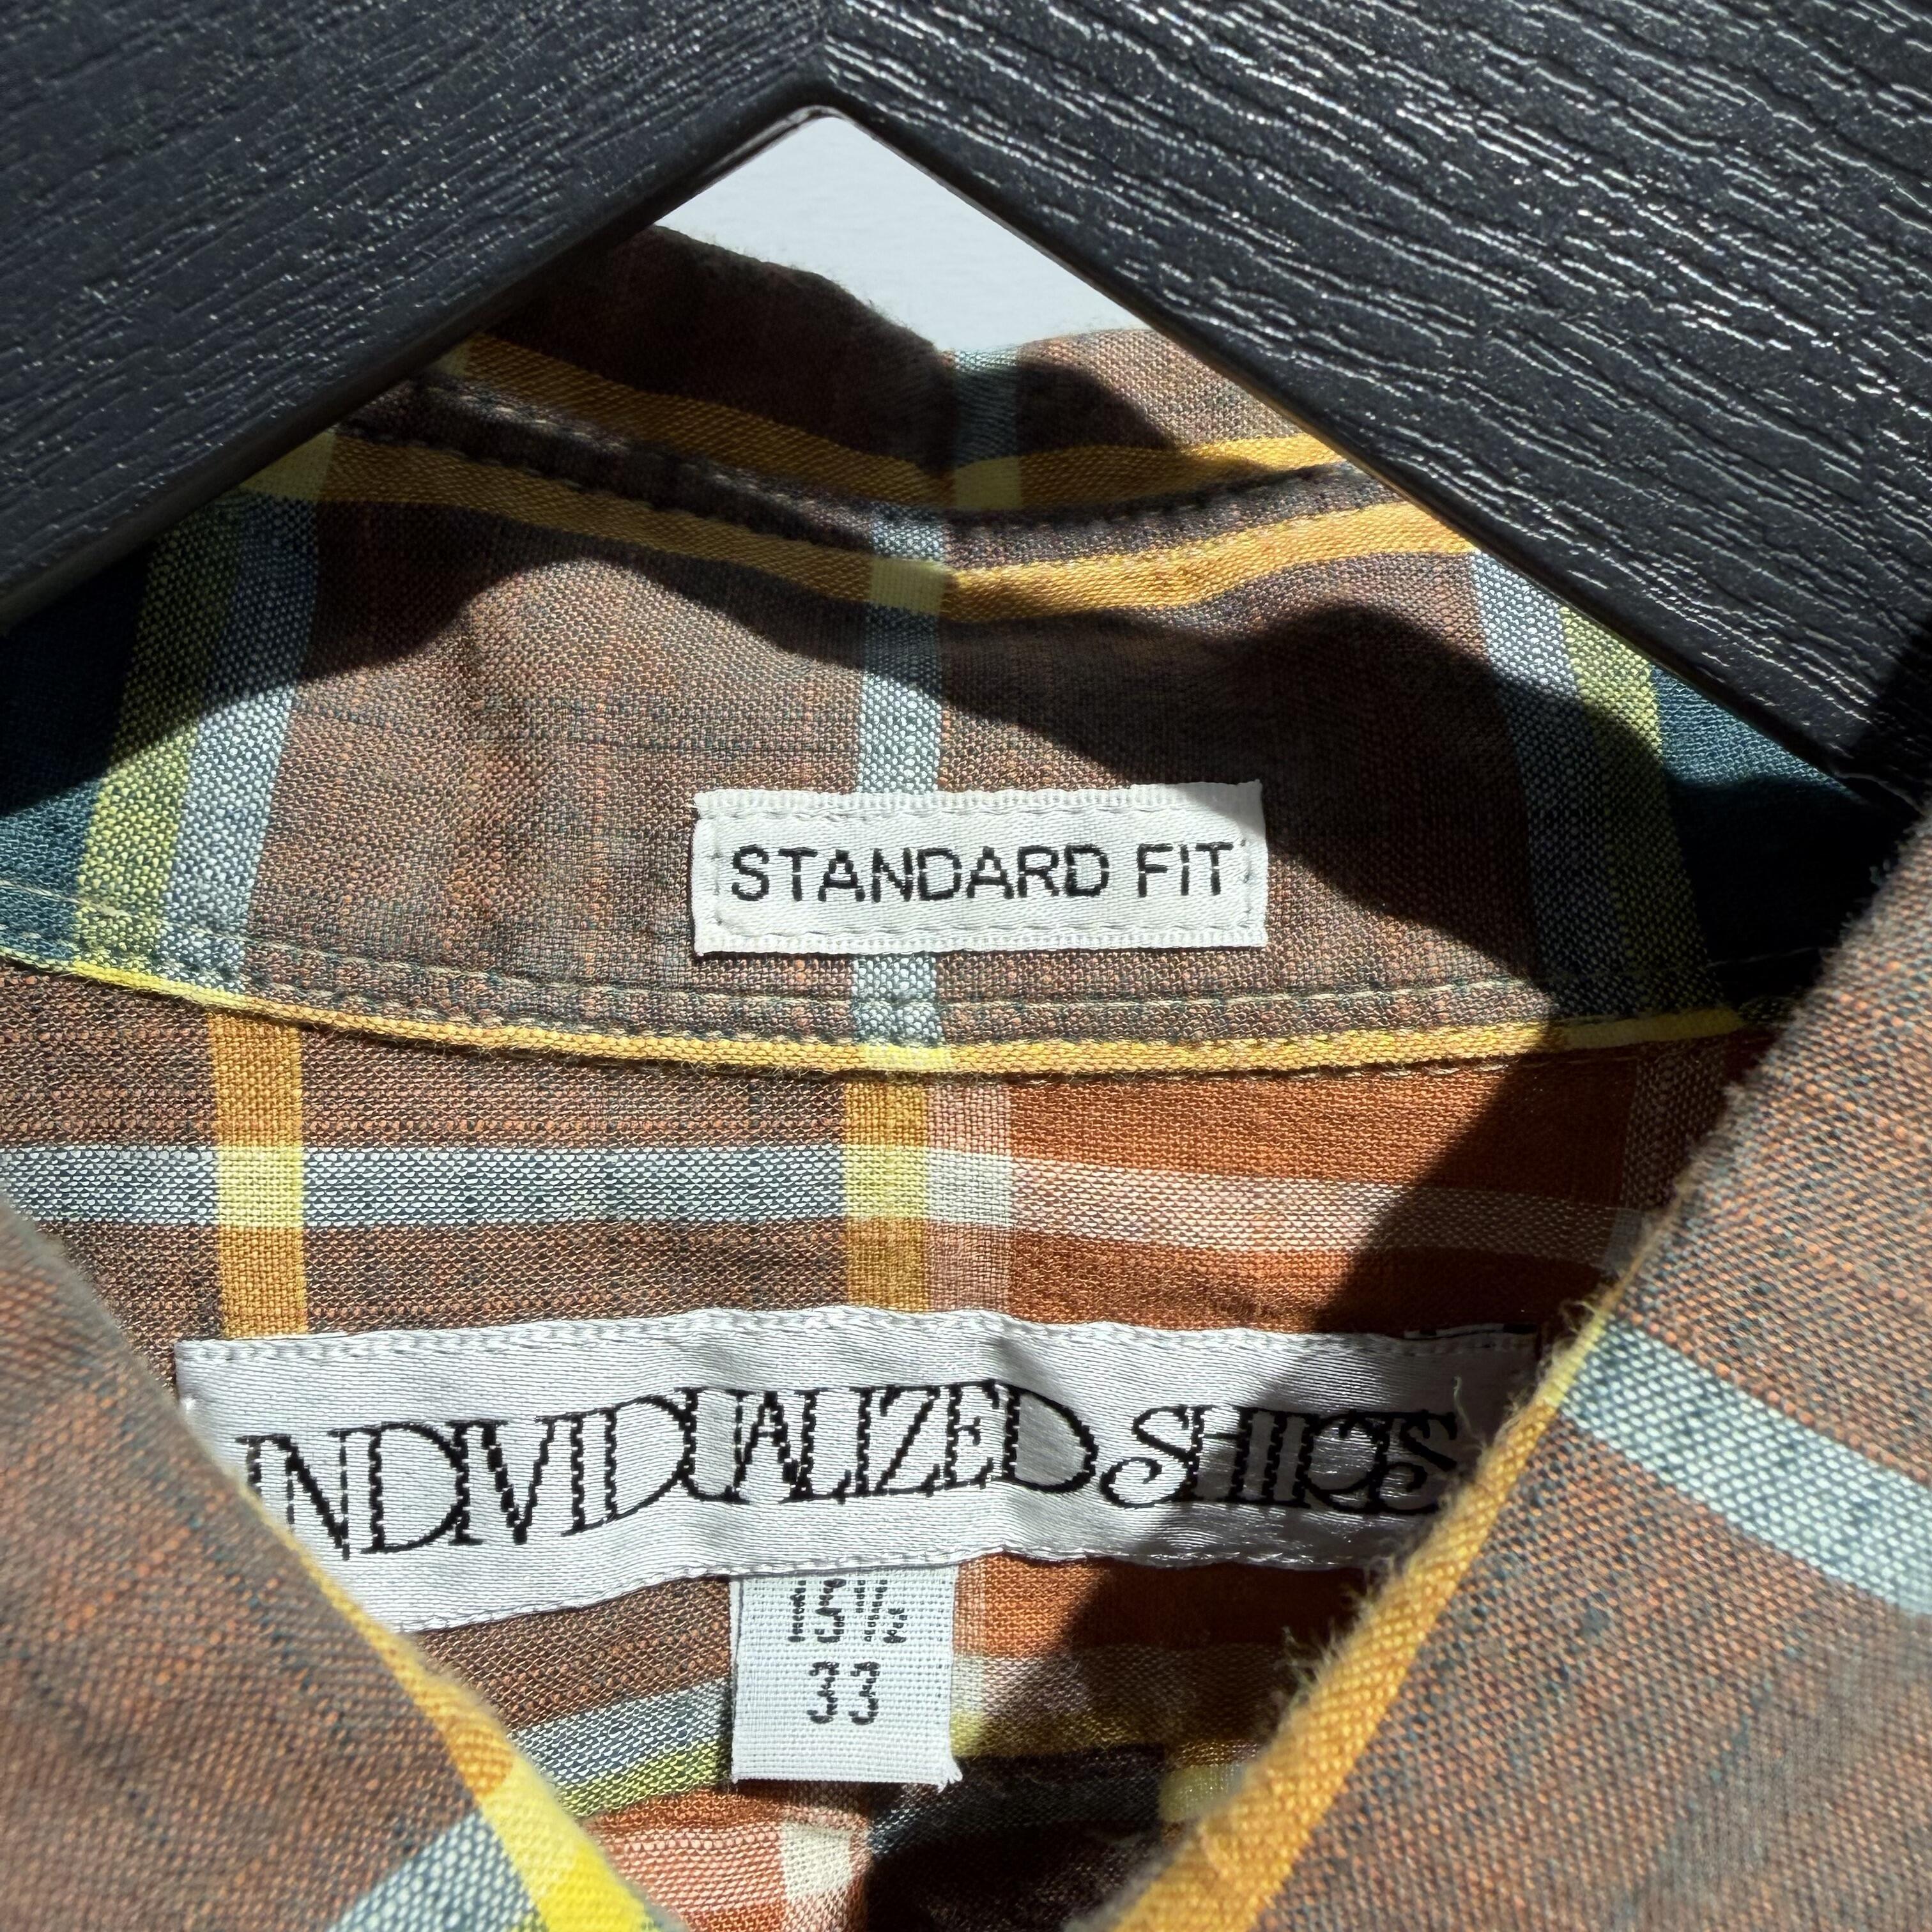 STANDARD FIT
INDIVIDUALIZED SHIRTS
15½
33